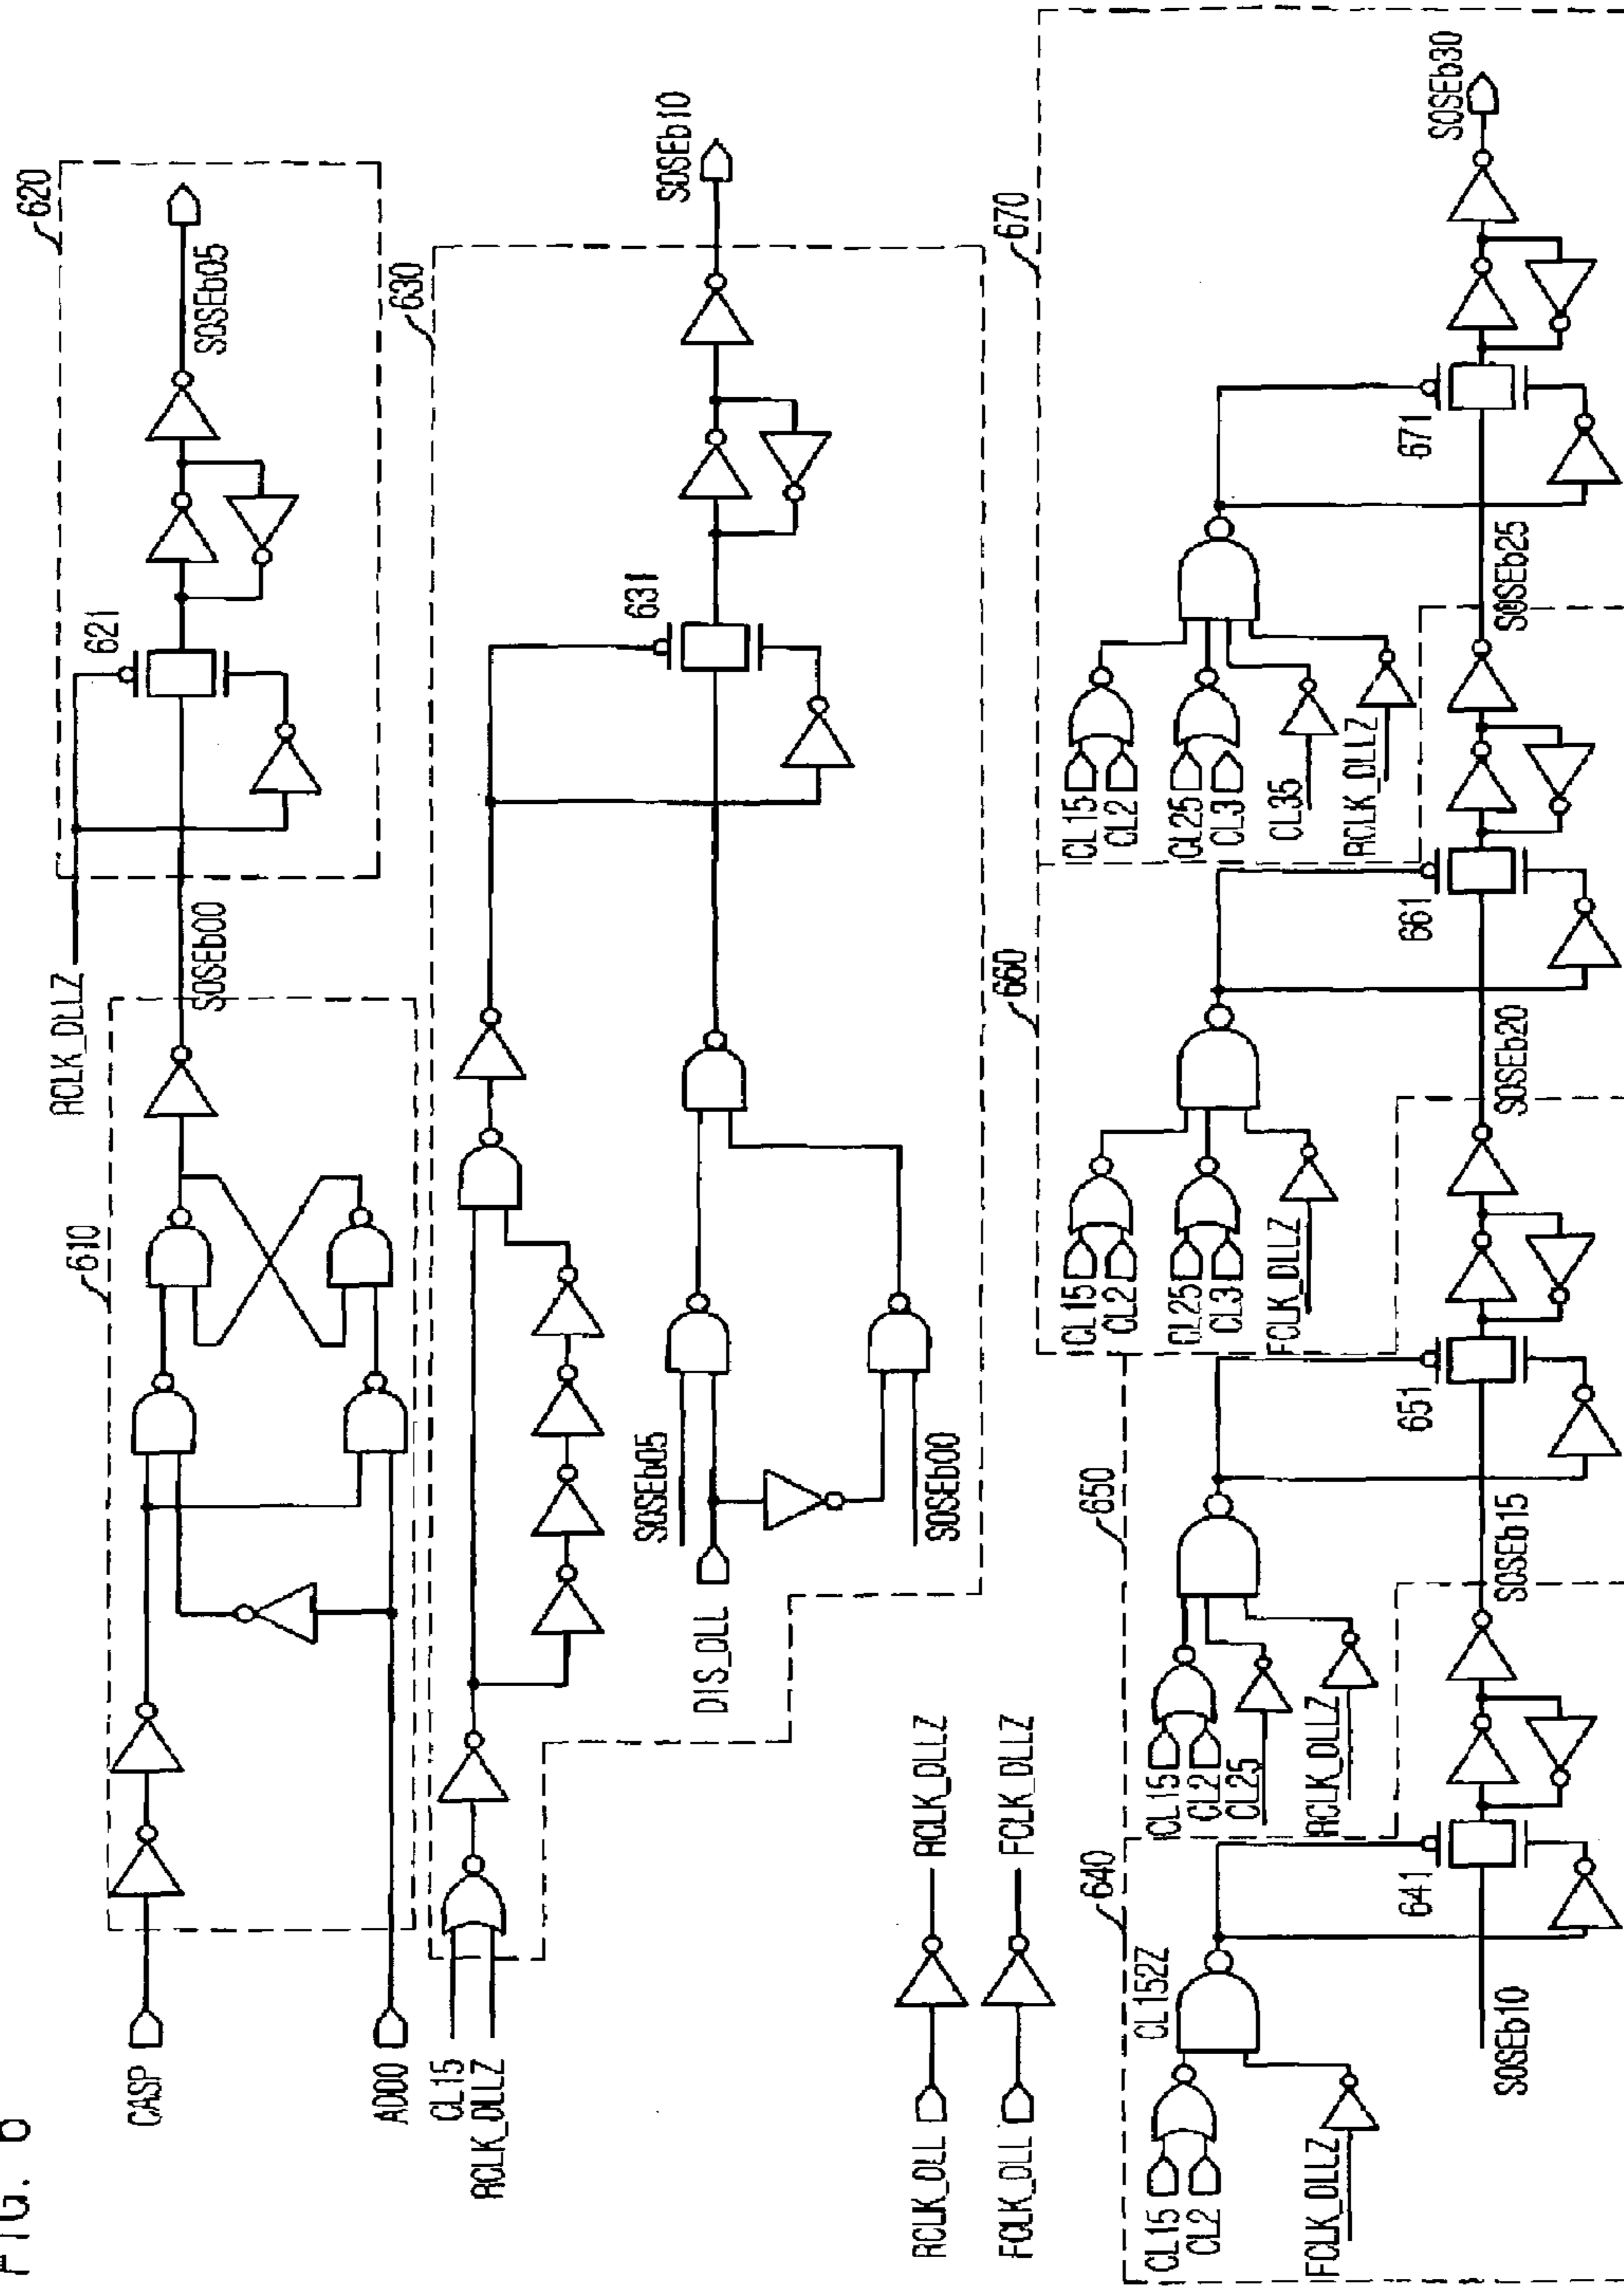 FIG. 6
620
RCLK_DLLZ
621
SOSEb00
SOSEb05
610
CASP
ADD0
630
CL15
RCLK_DLLZ
631
SOSEb10
SOSEb05
DIS_DLL
SOSEb00
RCLK_DLL
RCLK_DLLZ
FCLK_DLL
FCLK_DLLZ
640
650
660
670
CL15
CL2
CL152Z
FCLK_DLLZ
641
SOSEb10
CL15
CL2
CL25
RCLK_DLLZ
651
SOSEb15
CL15
CL2
CL25
CL3
FCLK_DLLZ
661
SOSEb20
CL15
CL2
CL25
CL3
CL35
RCLK_DLLZ
671
SOSEb25
SOSEb30